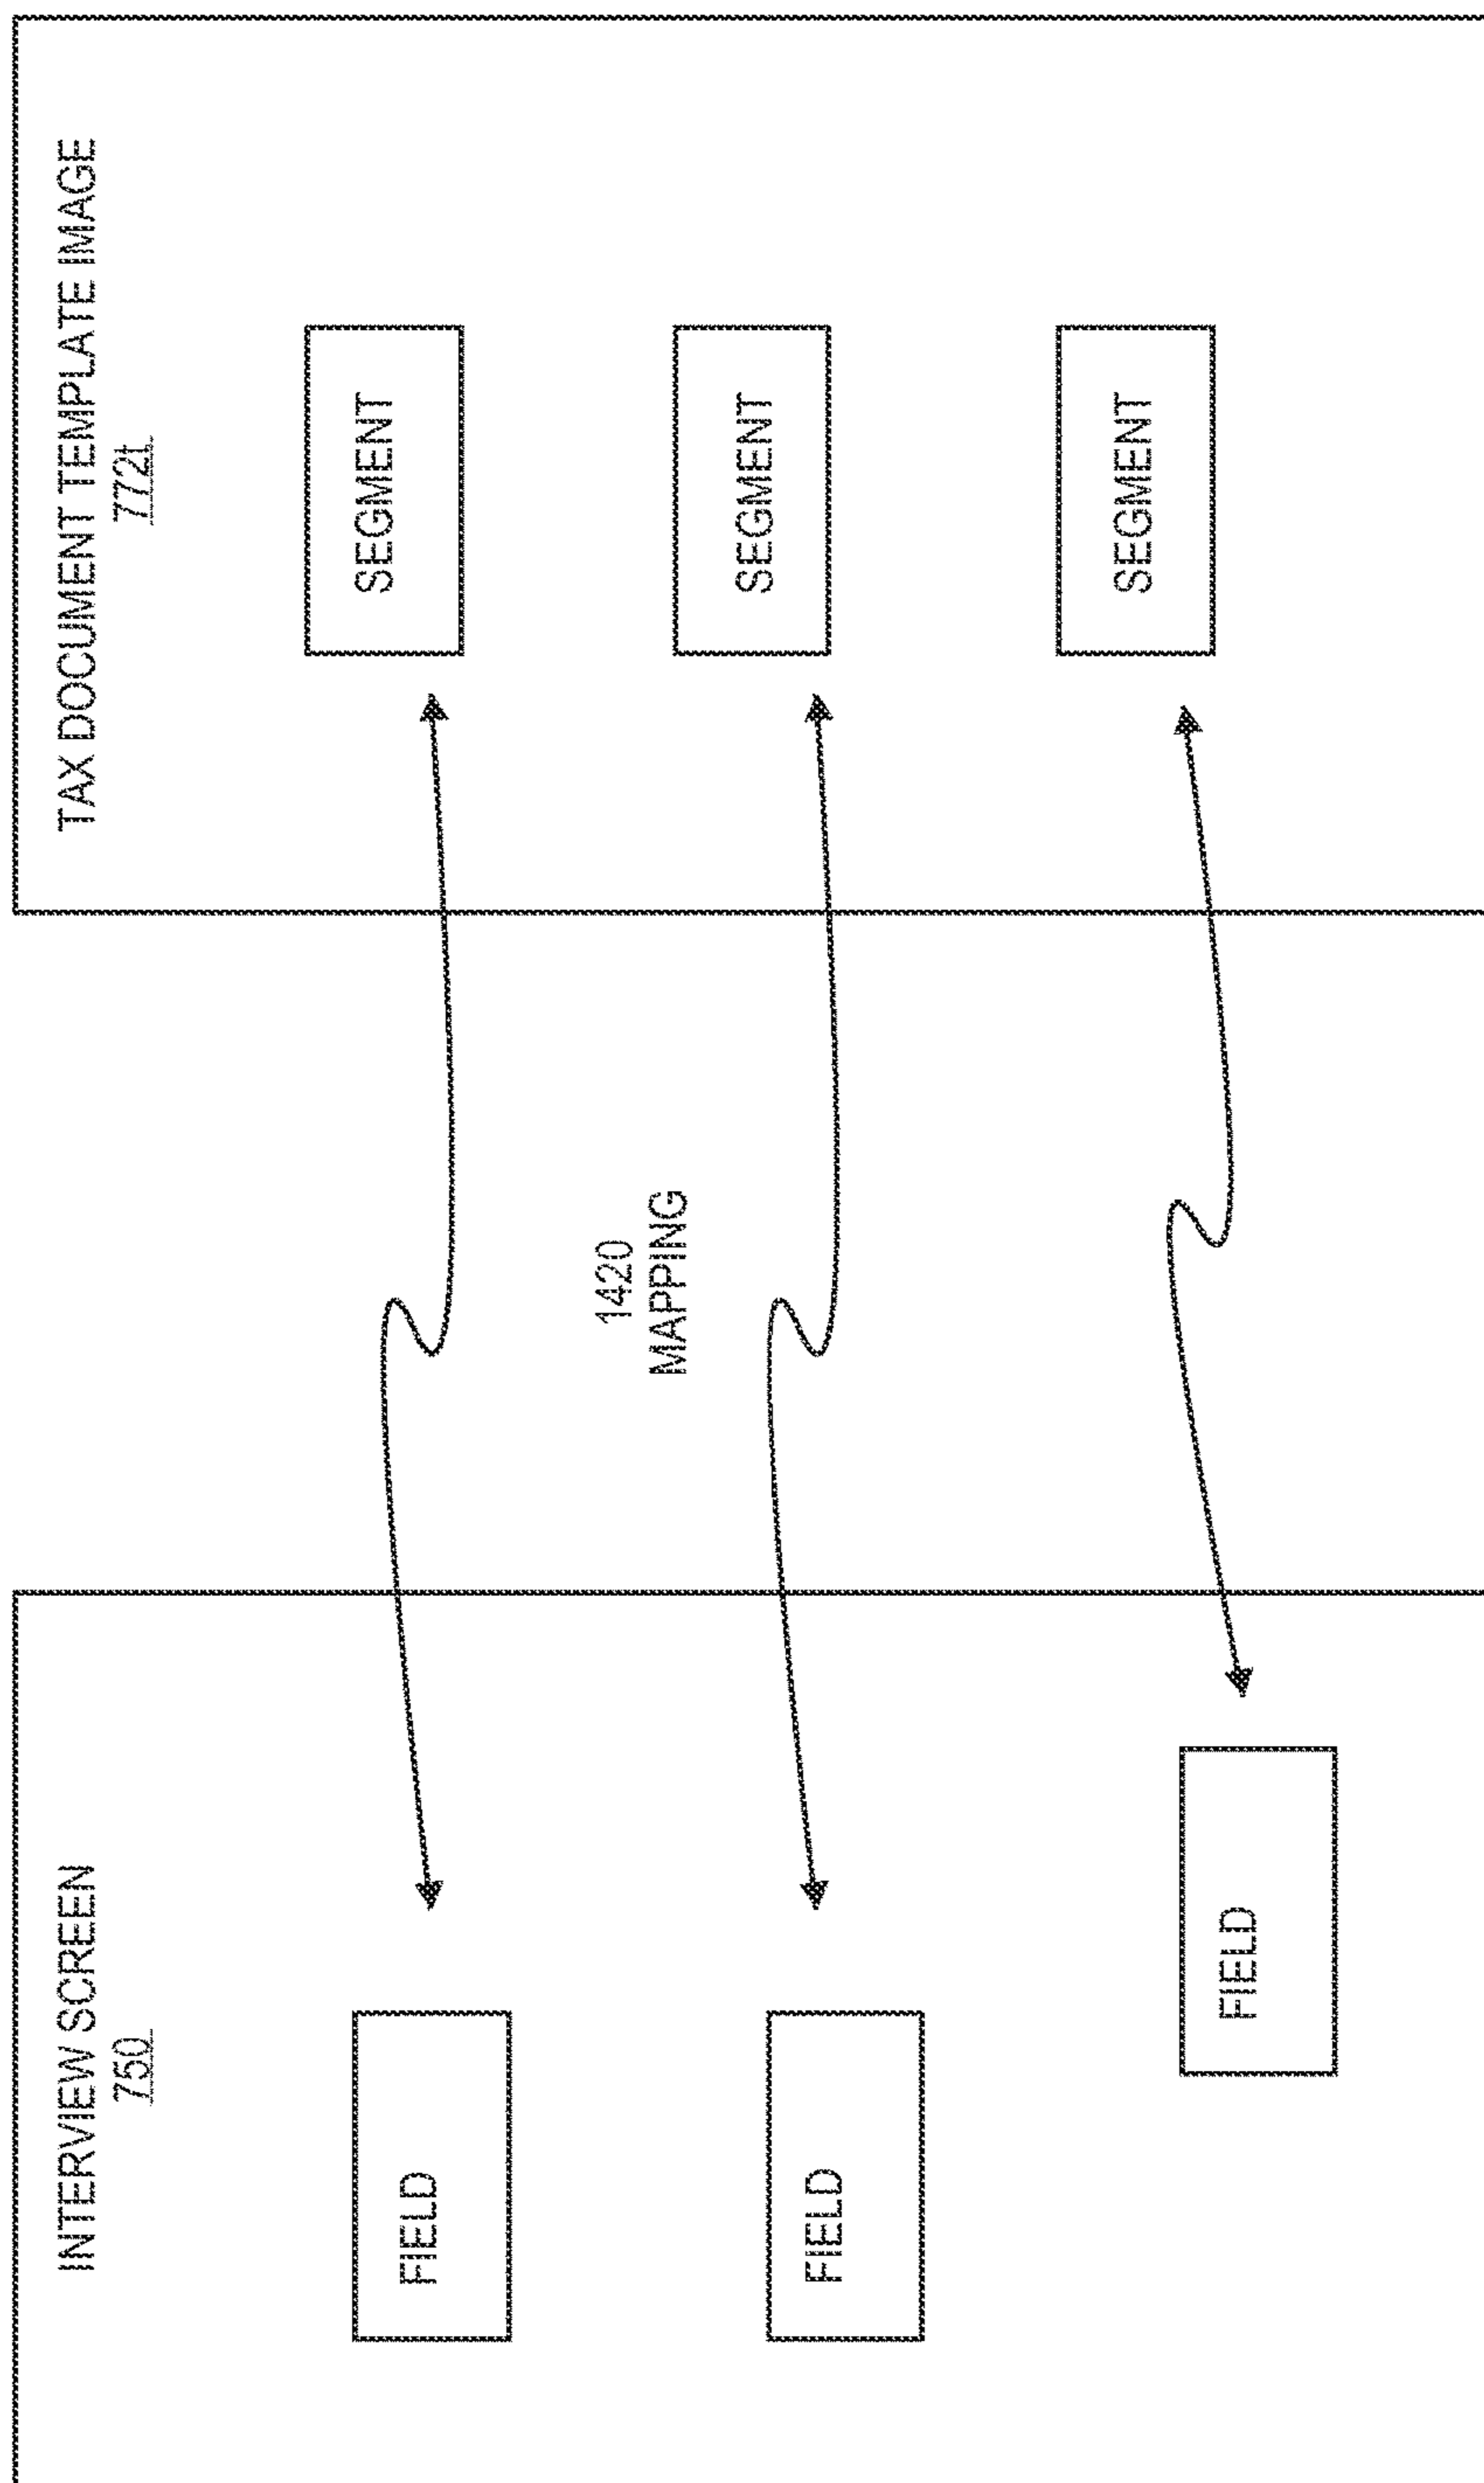 INTERVIEW SCREEN
750
FIELD
FIELD
FIELD
1420
MAPPING
TAX DOCUMENT TEMPLATE IMAGE
772t
SEGMENT
SEGMENT
SEGMENT